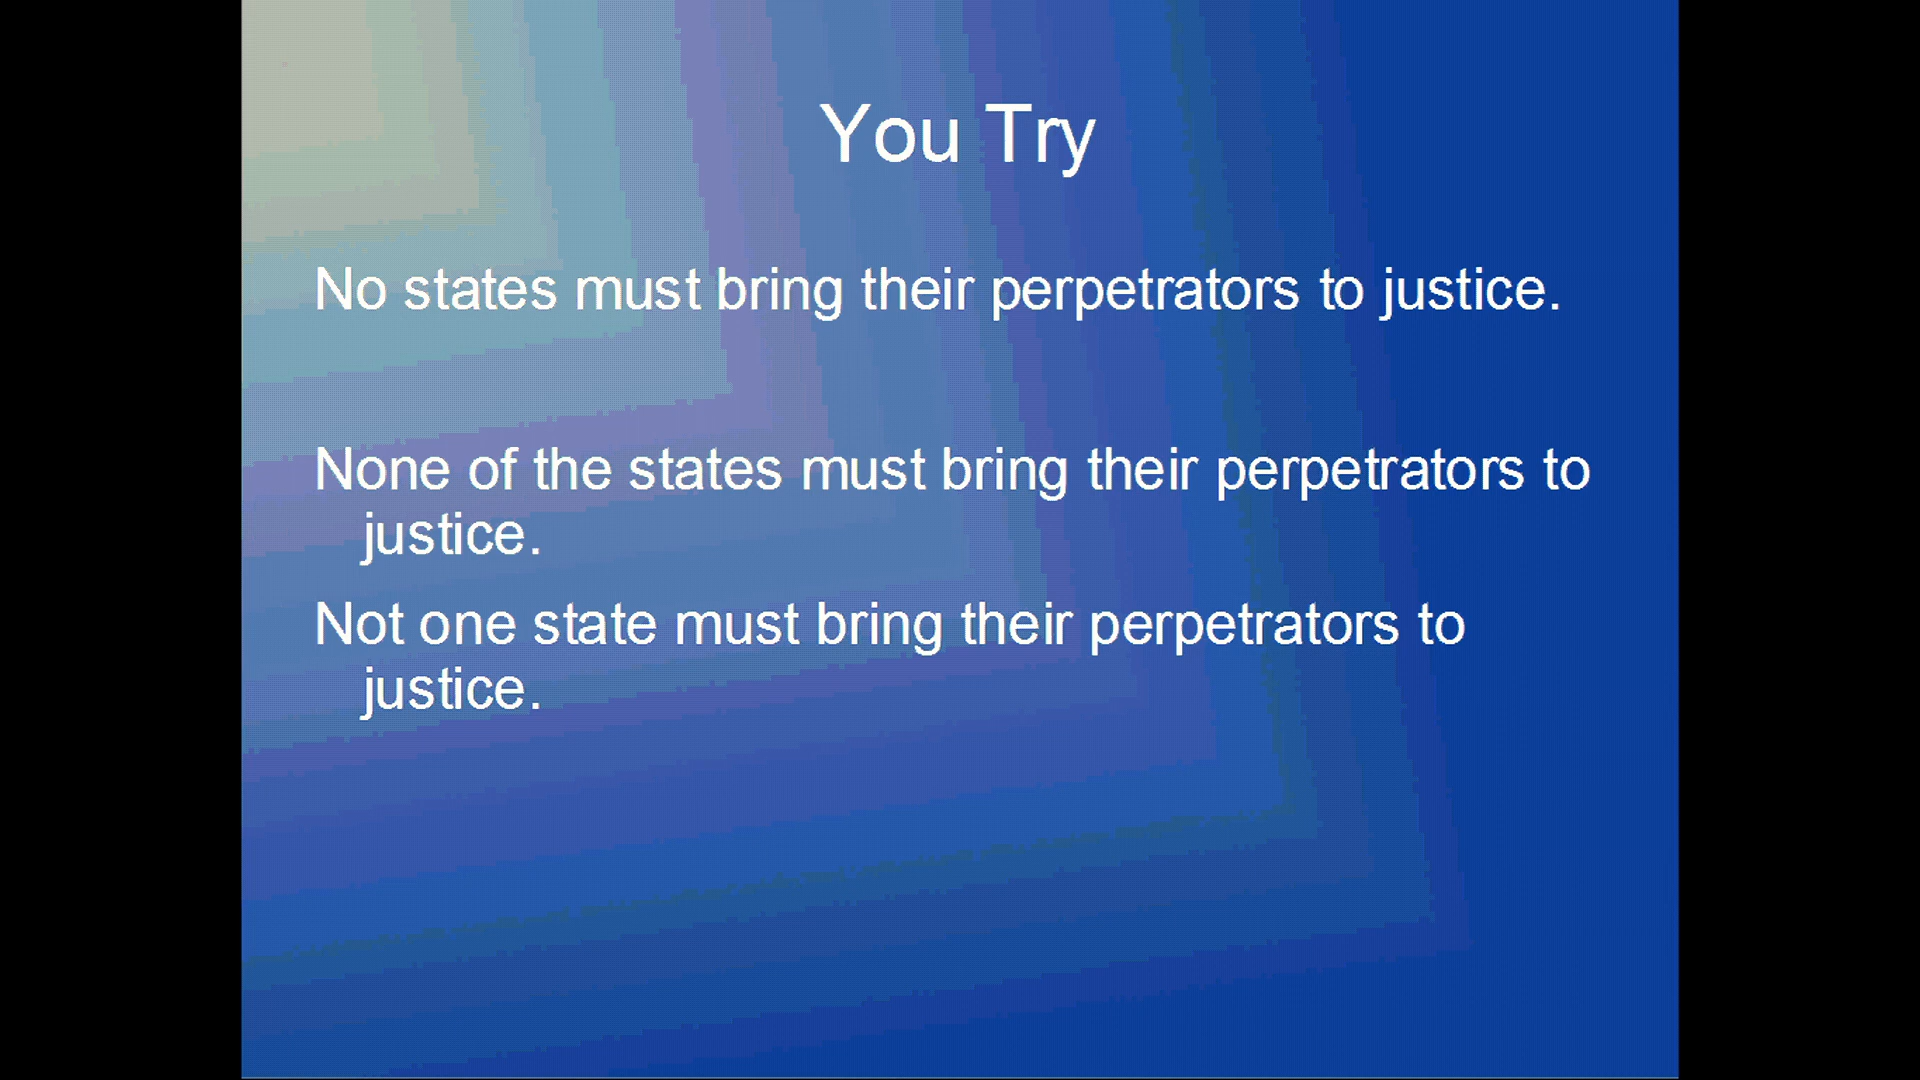 You Try
No states must bring their perpetrators to justice.
None of the states must bring their perpetrators to
justice.
Not one state must bring their perpetrators to
justice.